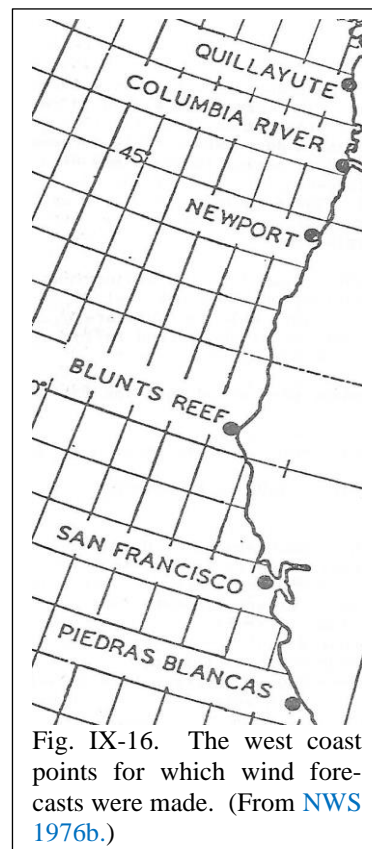 QUILLAYUTE
COLUMBIA RIVER
45°
NEWPORT
BLUNTS REEF
0°
SAN FRANCISCO
PIEDRAS BLANCAS
Fig. IX-16. The west coast
points for which wind fore-
casts were made. (From NWS
1976b.)